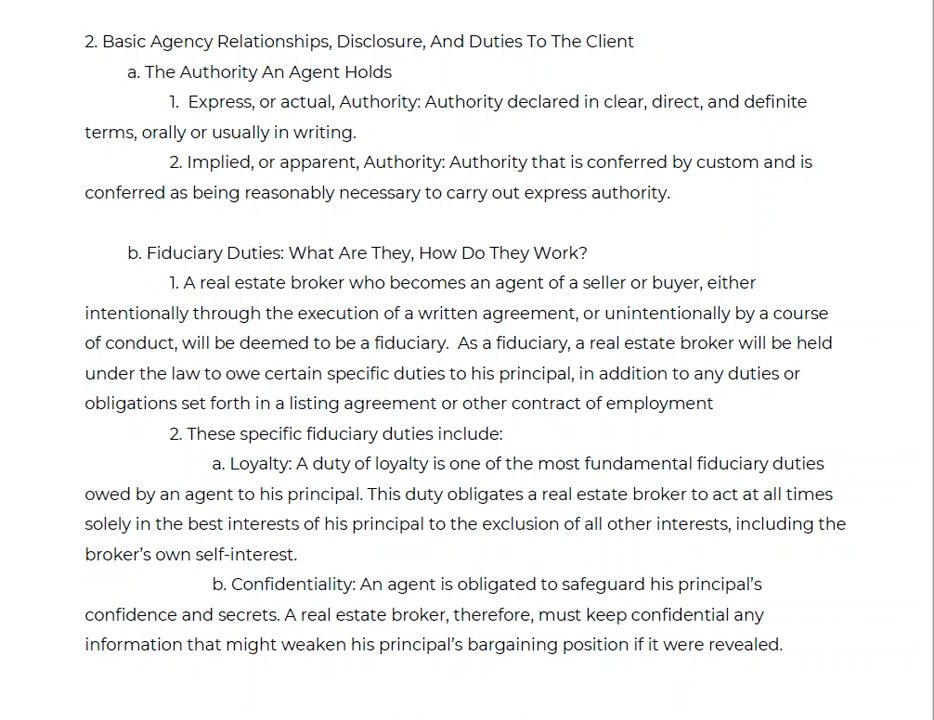 2. Basic Agency Relationships, Disclosure, And Duties To The Client
a. The Authority An Agent Holds
1. Express, or actual, Authority: Authority declared in clear, direct, and definite
terms, orally or usually in writing.
2. Implied, or apparent, Authority: Authority that is conferred by custom and is
conferred as being reasonably necessary to carry out express authority.
b. Fiduciary Duties: What Are They, How Do They Work?
1. A real estate broker who becomes an agent of a seller or buyer, either
intentionally through the execution of a written agreement, or unintentionally by a course
of conduct, will be deemed to be a fiduciary.  As a fiduciary, a real estate broker will be held
under the law to owe certain specific duties to his principal, in addition to any duties or
obligations set forth in a listing agreement or other contract of employment
2. These specific fiduciary duties include:
a. Loyalty: A duty of loyalty is one of the most fundamental fiduciary duties
owed by an agent to his principal. This duty obligates a real estate broker to act at all times
solely in the best interests of his principal to the exclusion of all other interests, including the
broker’s own self-interest.
b. Confidentiality: An agent is obligated to safeguard his principal’s
confidence and secrets. A real estate broker, therefore, must keep confidential any
information that might weaken his principal’s bargaining position if it were revealed.